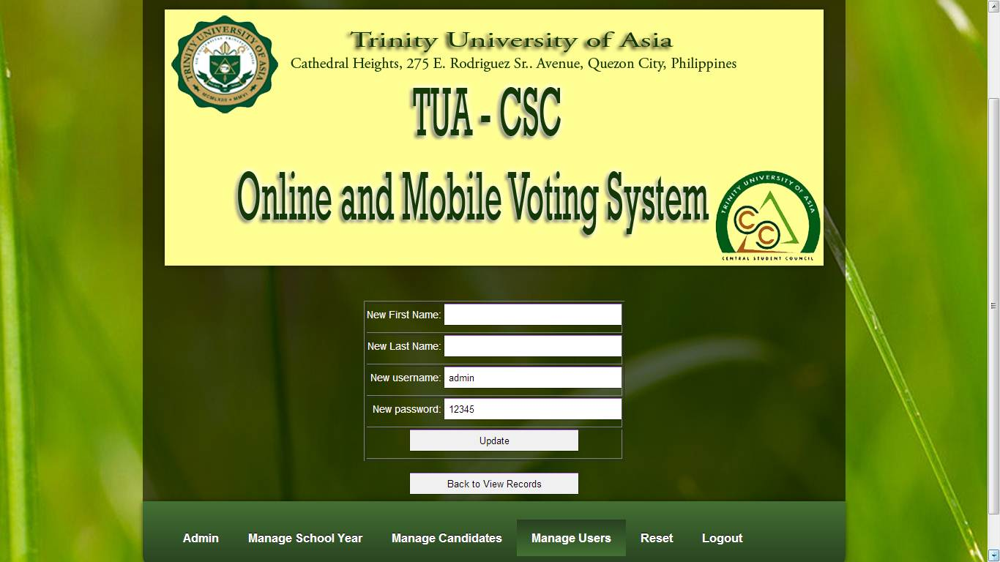 TRINITY UNIVERSITY OF ASIA
MCMLXIII • MMVI
Trinity University of Asia
Cathedral Heights, 275 E. Rodriguez Sr.. Avenue, Quezon City, Philippines
TUA - CSC
Online and Mobile Voting System
TRINITY UNIVERSITY OF ASIA
CSC
CENTRAL STUDENT COUNCIL
New First Name:
New Last Name:
New username: admin
New password: 12345
Update
Back to View Records
Admin Manage School Year Manage Candidates Manage Users Reset Logout